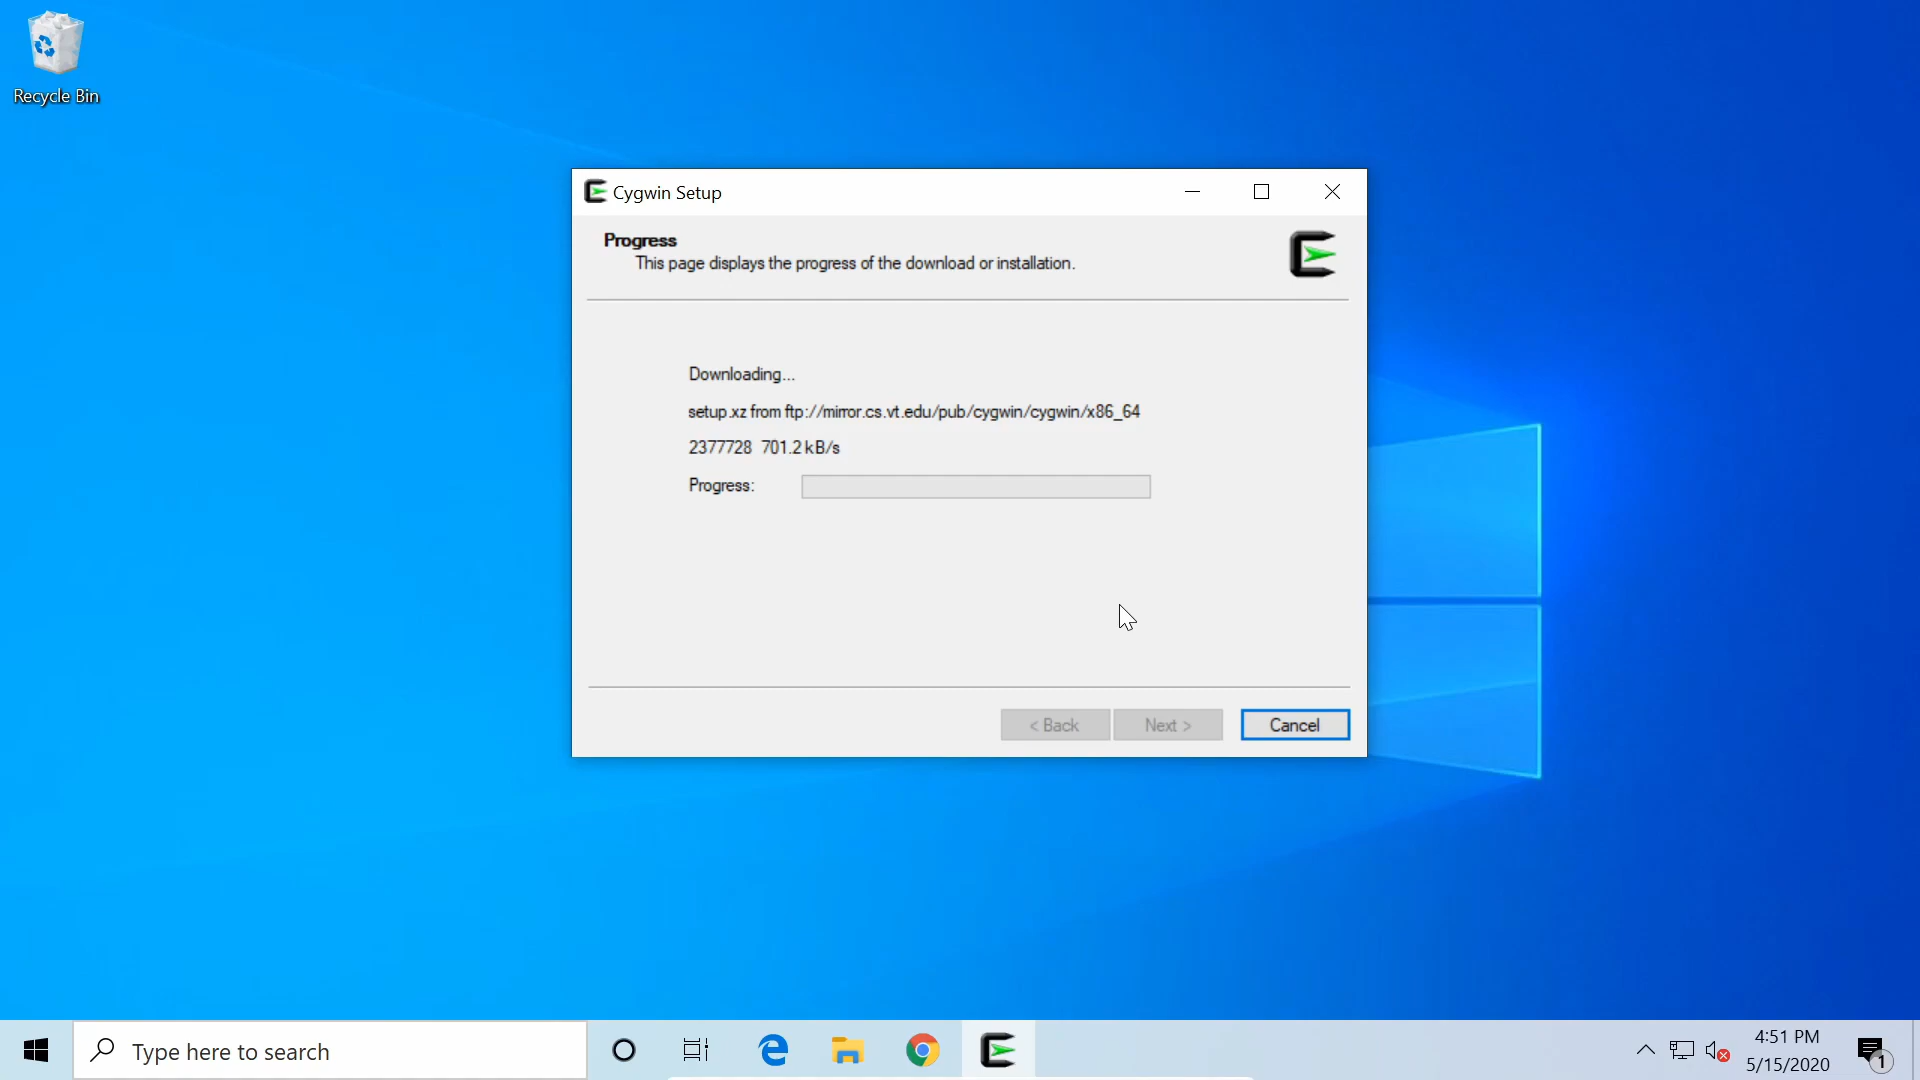 Recycle Bin
Cygwin Setup
Progress
This page displays the progress of the download or installation.
Downloading...
setup.xz from ftp://mirror.cs.vt.edu/pub/cygwin/cygwin/x86_64
2377728 701.2 kB/s
Progress:
< Back
Next >
Cancel
Type here to search
4:51 PM
5/15/2020
1